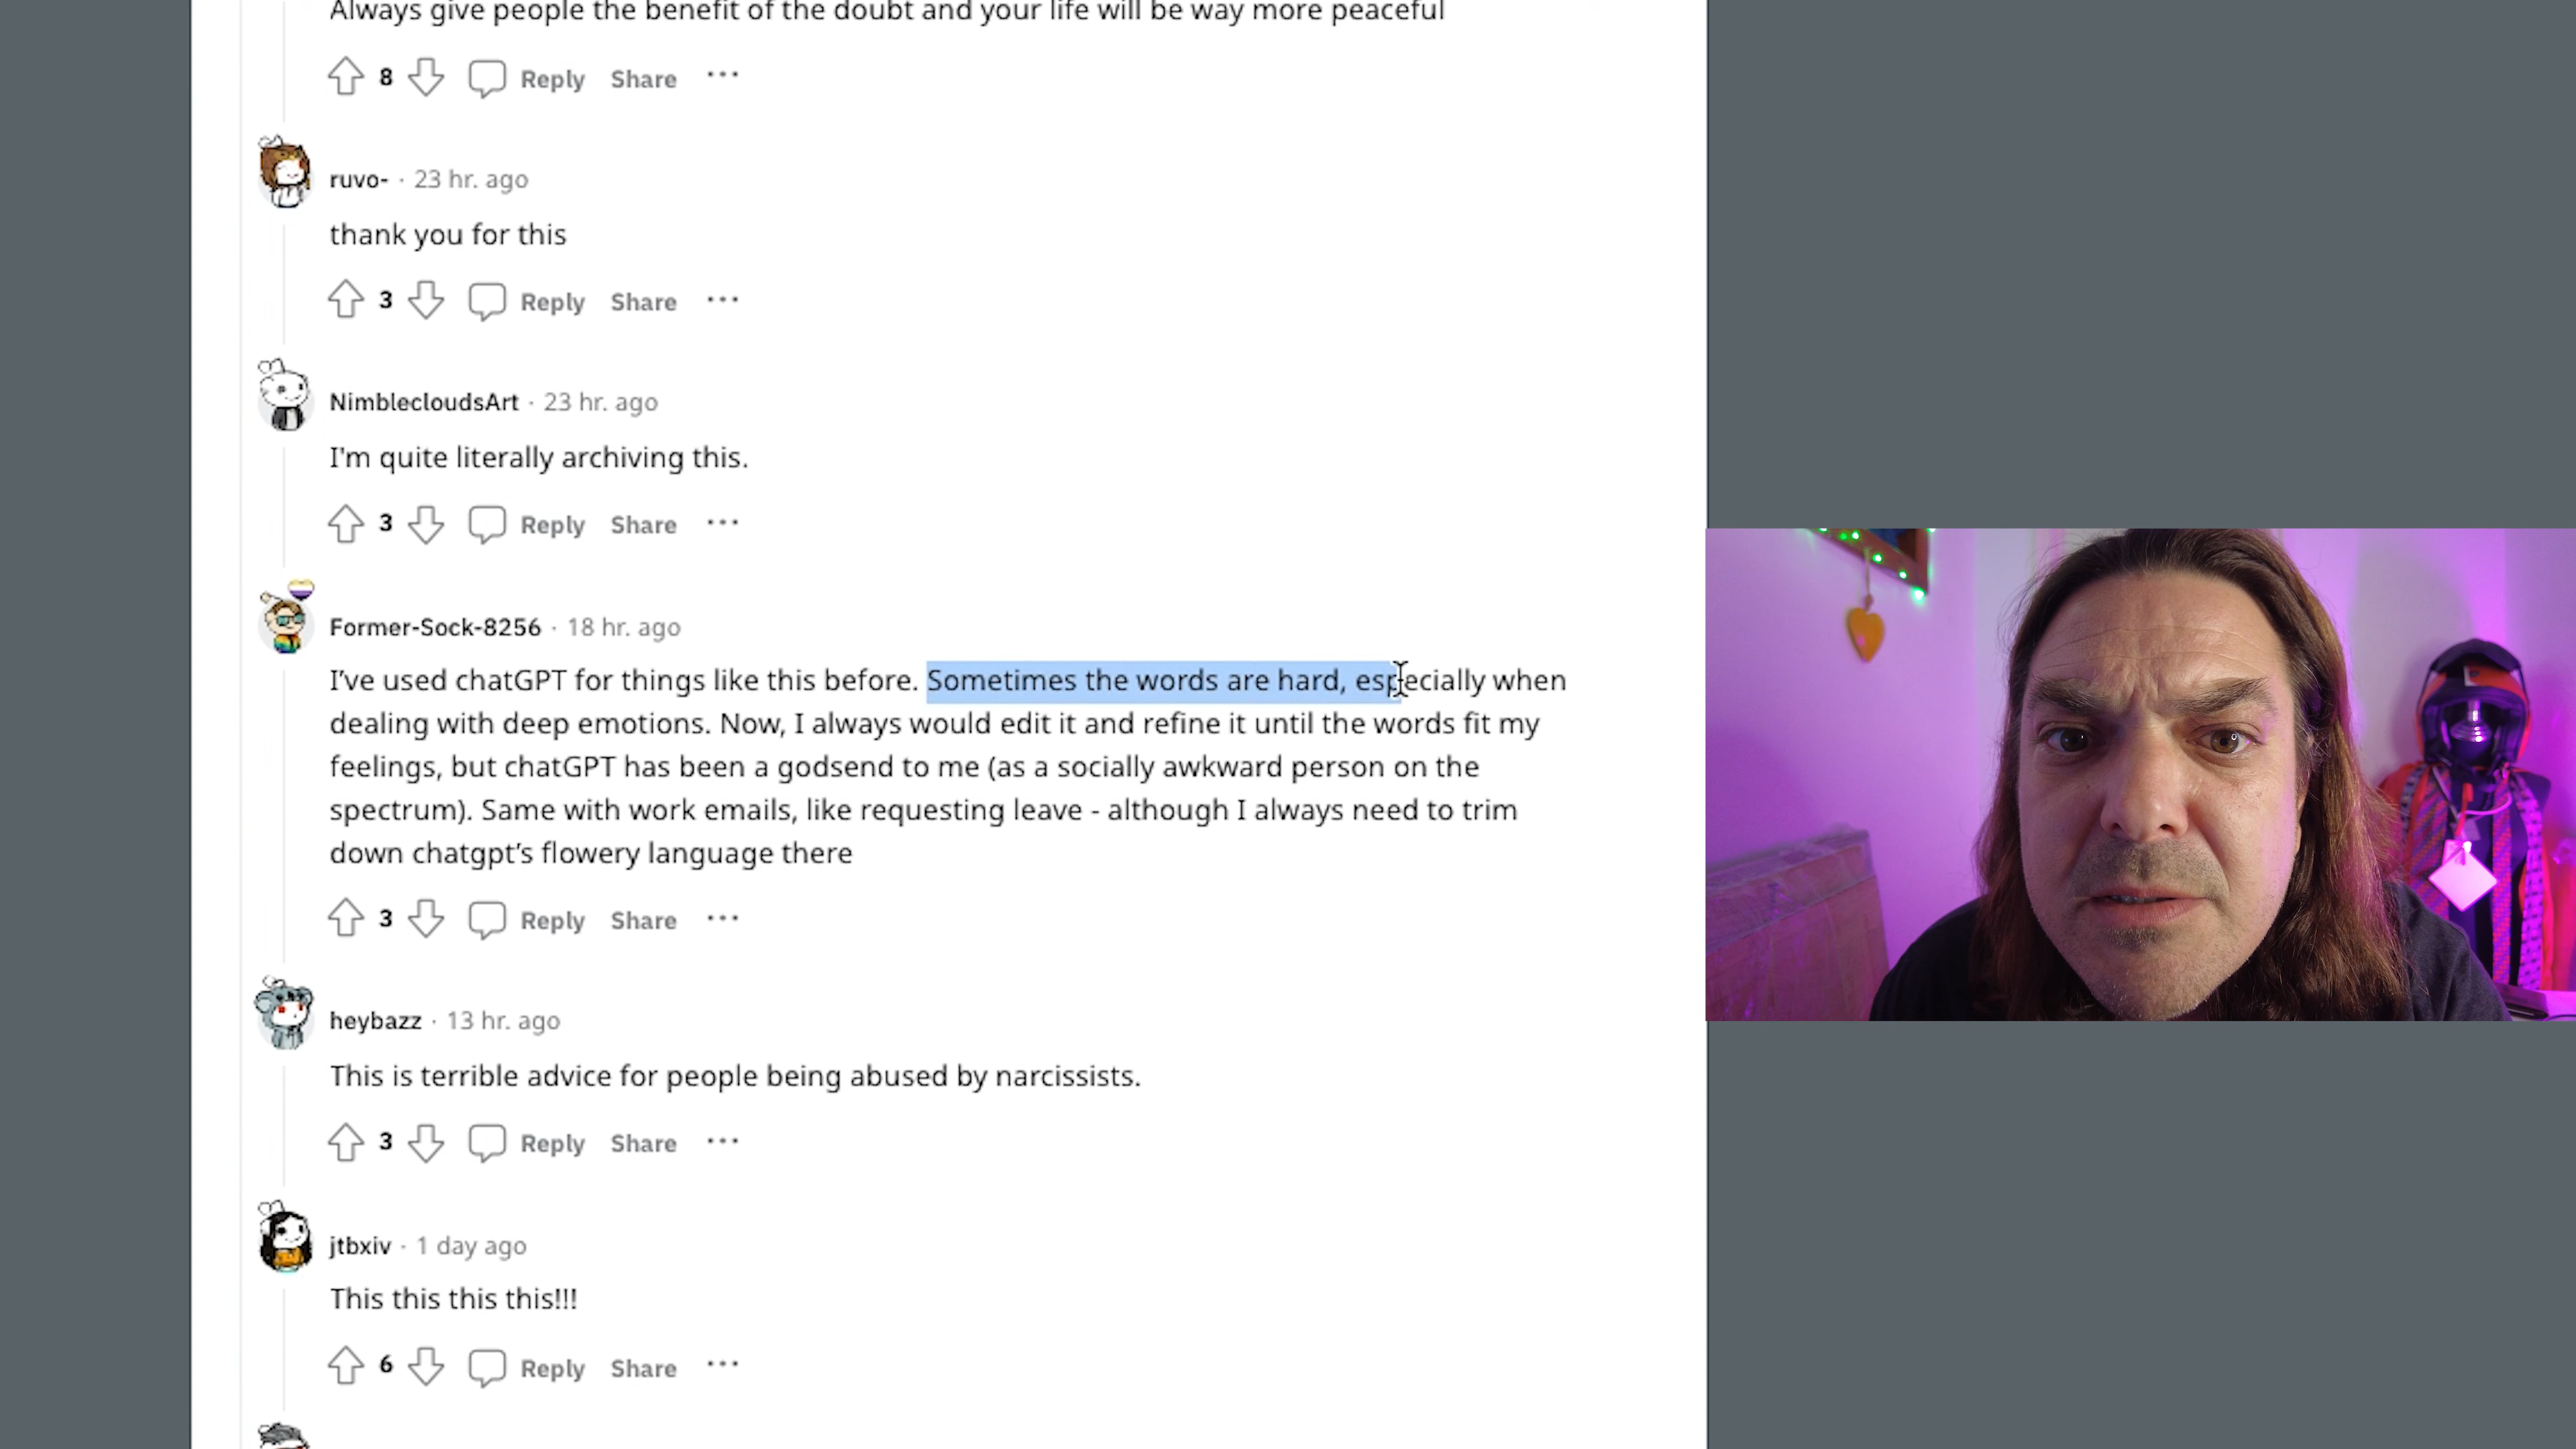 Always give people the benefit of the doubt and your life will be way more peaceful
8 Reply Share ...
ruvo- · 23 hr. ago
thank you for this
3 Reply Share ...
NimblecloudsArt · 23 hr. ago
I'm quite literally archiving this.
3 Reply Share ...
Former-Sock-8256 · 18 hr. ago
I’ve used chatGPT for things like this before. Sometimes the words are hard, especially when
dealing with deep emotions. Now, I always would edit it and refine it until the words fit my
feelings, but chatGPT has been a godsend to me (as a socially awkward person on the
spectrum). Same with work emails, like requesting leave - although I always need to trim
down chatgpt’s flowery language there
3 Reply Share ...
heybazz · 13 hr. ago
This is terrible advice for people being abused by narcissists.
3 Reply Share ...
jtbxiv · 1 day ago
This this this this!!!
6 Reply Share ...